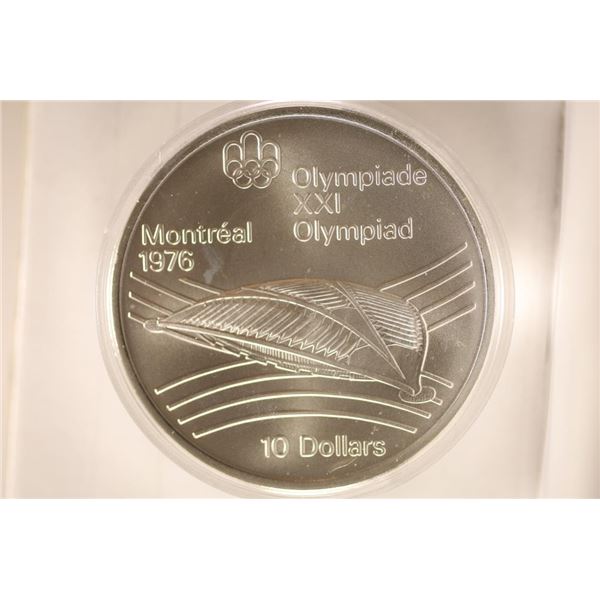 Olympiade
XXI
Olympiad
Montréal
1976
10 Dollars